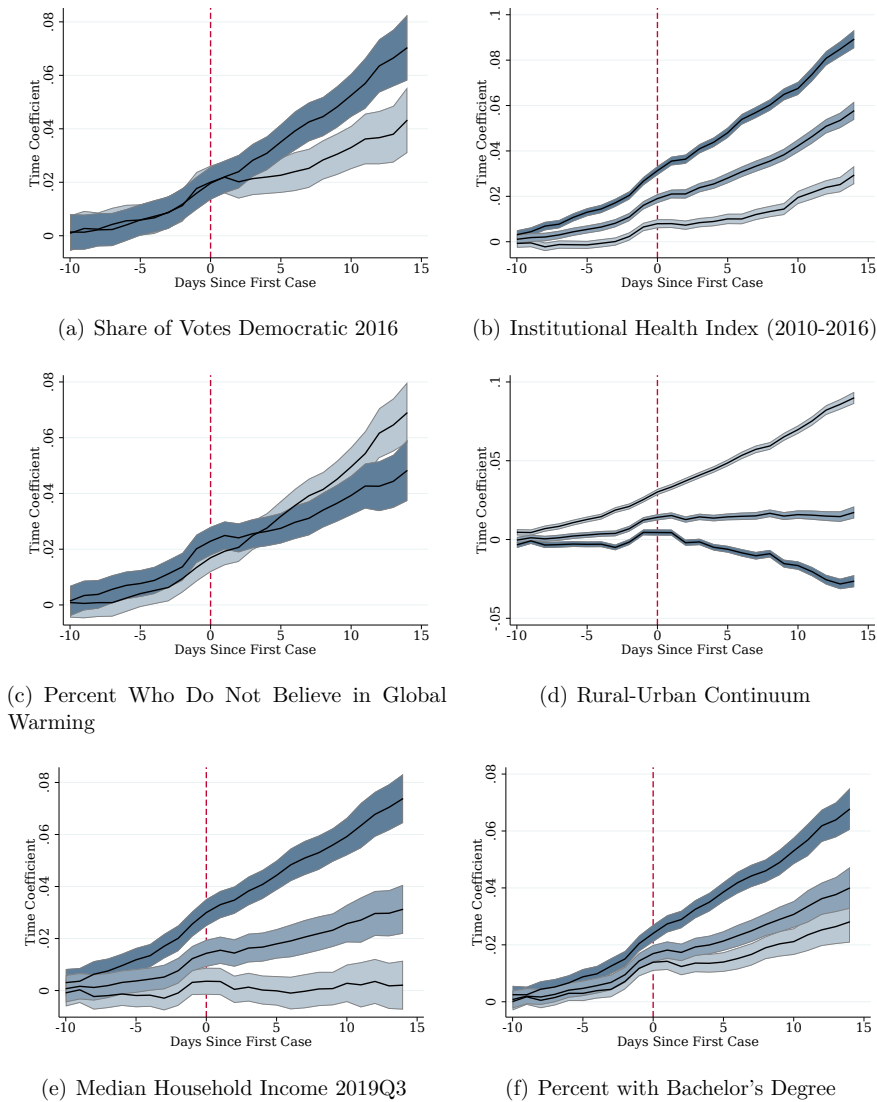 .08
.06
.04
.02
0
Time Coefficient
-10 -5 0 5 10 15
Days Since First Case
(a) Share of Votes Democratic 2016
.1
.08
.06
.04
.02
0
Time Coefficient
-10 -5 0 5 10 15
Days Since First Case
(b) Institutional Health Index (2010-2016)
.08
.06
.04
.02
0
Time Coefficient
-10 -5 0 5 10 15
Days Since First Case
(c) Percent Who Do Not Believe in Global
Warming
.1
.05
0
-.05
Time Coefficient
-10 -5 0 5 10 15
Days Since First Case
(d) Rural-Urban Continuum
.08
.06
.04
.02
0
Time Coefficient
-10 -5 0 5 10 15
Days Since First Case
(e) Median Household Income 2019Q3
.08
.06
.04
.02
0
Time Coefficient
-10 -5 0 5 10 15
Days Since First Case
(f) Percent with Bachelor's Degree